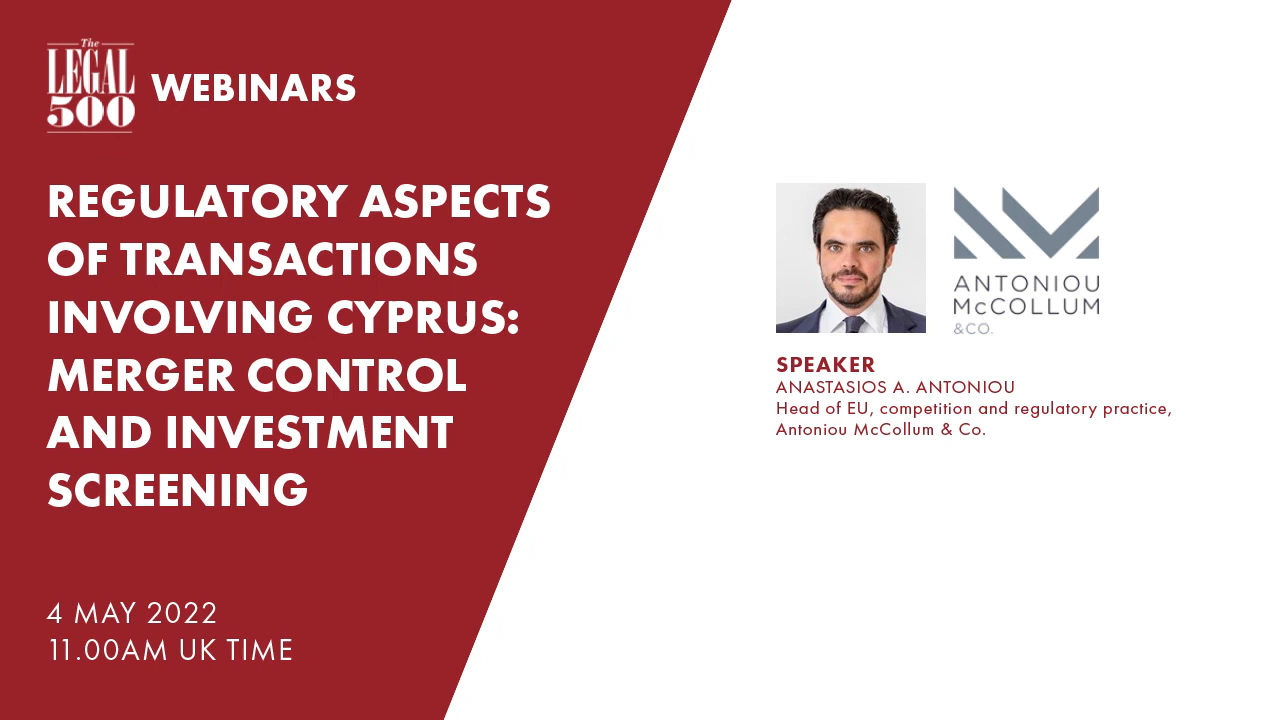 The
LEGAL
500
WEBINARS
REGULATORY ASPECTS
OF TRANSACTIONS
INVOLVING CYPRUS:
MERGER CONTROL
AND INVESTMENT
SCREENING
4 MAY 2022
11.00AM UK TIME
ANTONIOU
McCOLLUM
&CO.
SPEAKER
ANASTASIOS A. ANTONIOU
Head of EU, competition and regulatory practice,
Antoniou McCollum & Co.